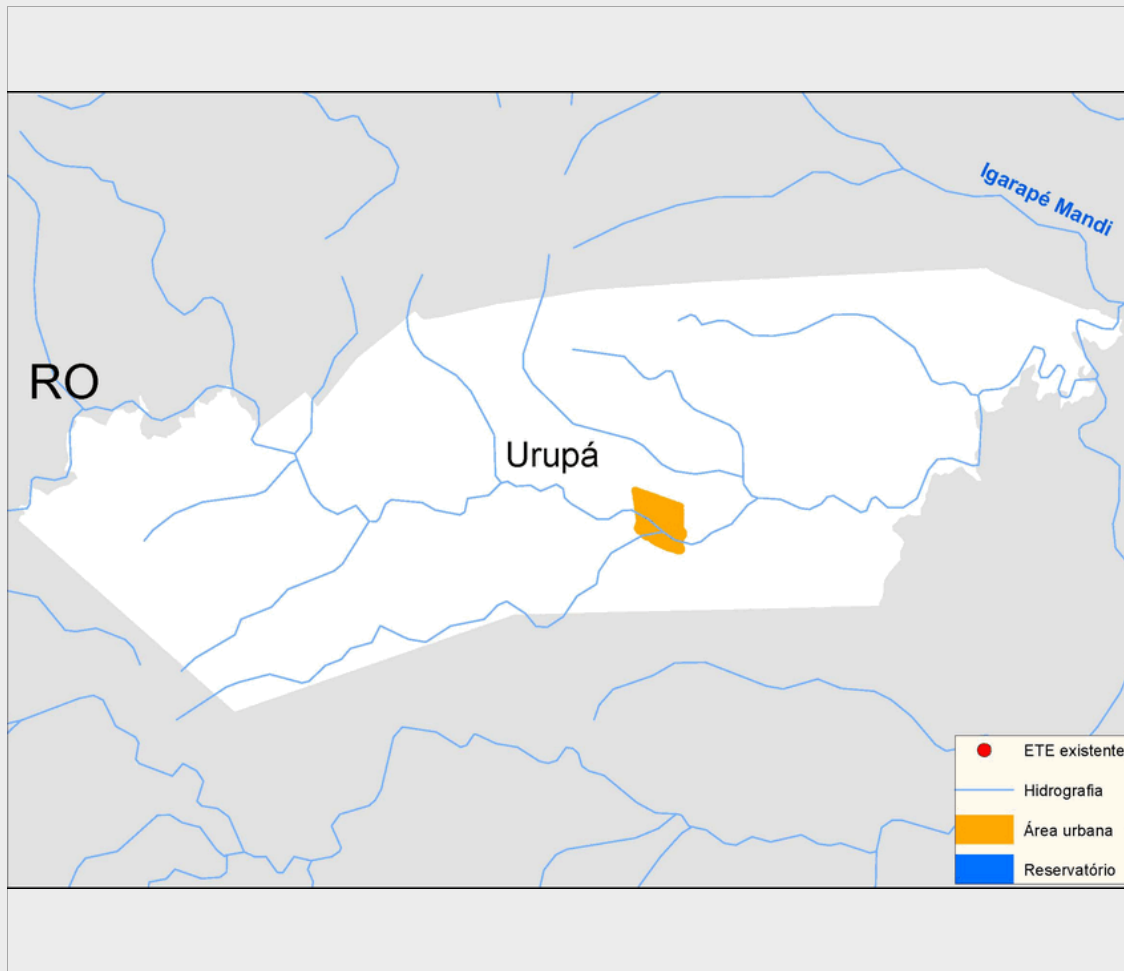 Igarapé Mandi
RO
Urupá
ETE existente
Hidrografia
Área urbana
Reservatório